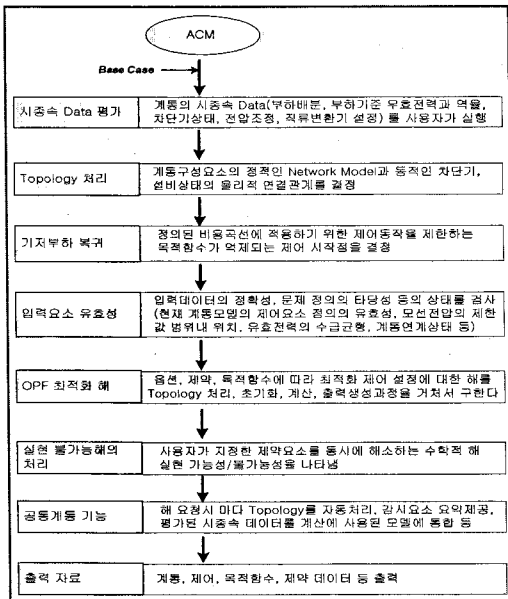 ACM
Base Case
시종속 Data 평가
계통의 시종속 Data(부하배분, 부하기준 유효전력과 역율,
차단기상태, 전압조정, 직류변환기 설정) 를 사용자가 실행
Topology 처리
계통구성요소의 정적인 Network Model과 동적인 차단기,
설비상태의 물리적 연결관계를 결정
기저부하 복귀
정의된 비용곡선에 적용하기 위한 제어동작을 제한하는
목적함수가 억제되는 제어 시작점을 결정
입력요소 유효성
입력데이터의 정확성, 문제 정의의 타당성 등의 상태를 검사
(현재 계통모델의 제어요소 정의의 유효성, 모선전압의 제한
값 범위내 위치, 유효전력의 수급균형, 계통연계상태 등)
OPF 최적화 해
옵션, 제약, 목적함수에 따라 최적화 제어 설정에 대한 해를
Topology 처리, 초기화, 계산, 출력생성과정을 거쳐서 구한다
실현 불가능해의
처리
사용자가 지정한 제약요소를 동시에 해소하는 수학적 해
실현 가능성/불가능성을 나타냄
공통계통 기능
해 요청시 마다 Topology를 자동처리, 감시요소 요약제공,
평가된 시종속 데이터를 계산에 사용된 모델에 통합 등
출력 자료
계통, 제어, 목적함수, 제약 데이터 등 출력